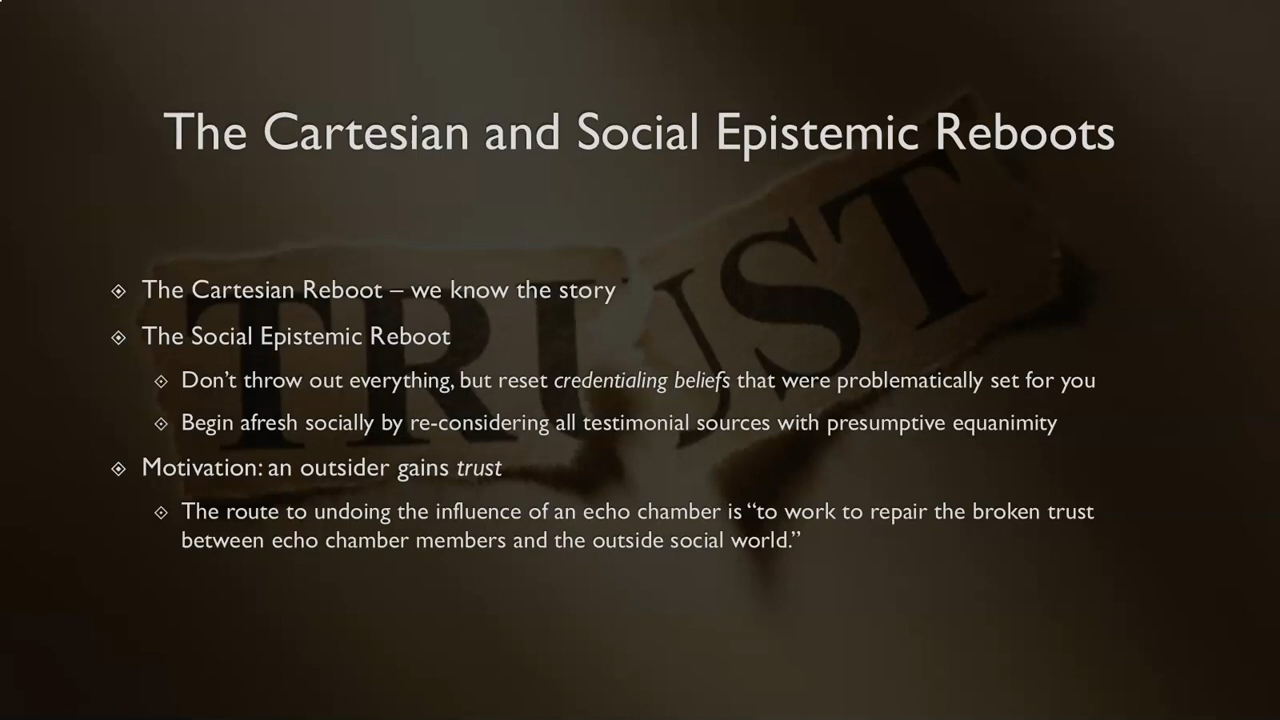 The Cartesian and Social Epistemic Reboots
TRUST
The Cartesian Reboot – we know the story
The Social Epistemic Reboot
Don’t throw out everything, but reset credentialing beliefs that were problematically set for you
Begin afresh socially by re-considering all testimonial sources with presumptive equanimity
Motivation: an outsider gains trust
The route to undoing the influence of an echo chamber is “to work to repair the broken trust
between echo chamber members and the outside social world.”